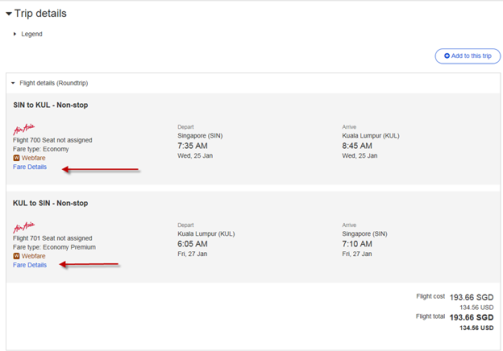 Trip details
Legend
Add to this trip
Flight details (Roundtrip)
SIN to KUL - Non-stop
AirAsia
Flight 700 Seat not assigned
Fare type: Economy
Webfare
Fare Details
Depart
Singapore (SIN)
7:35 AM
Wed, 25 Jan
Arrive
Kuala Lumpur (KUL)
8:45 AM
Wed, 25 Jan
KUL to SIN - Non-stop
AirAsia
Flight 701 Seat not assigned
Fare type: Economy Premium
Webfare
Fare Details
Depart
Kuala Lumpur (KUL)
6:05 AM
Fri, 27 Jan
Arrive
Singapore (SIN)
7:10 AM
Fri, 27 Jan
Flight cost 193.66 SGD
134.56 USD
Flight total 193.66 SGD
134.56 USD